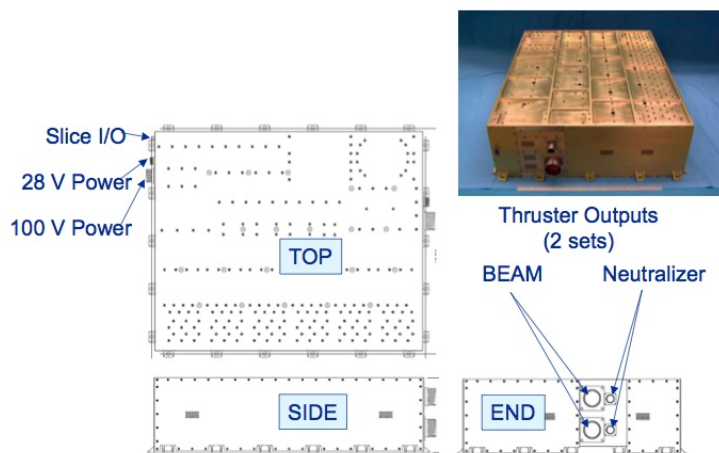 Slice I/O
28 V Power
100 V Power
TOP
Thruster Outputs
(2 sets)
BEAM
Neutralizer
SIDE
END